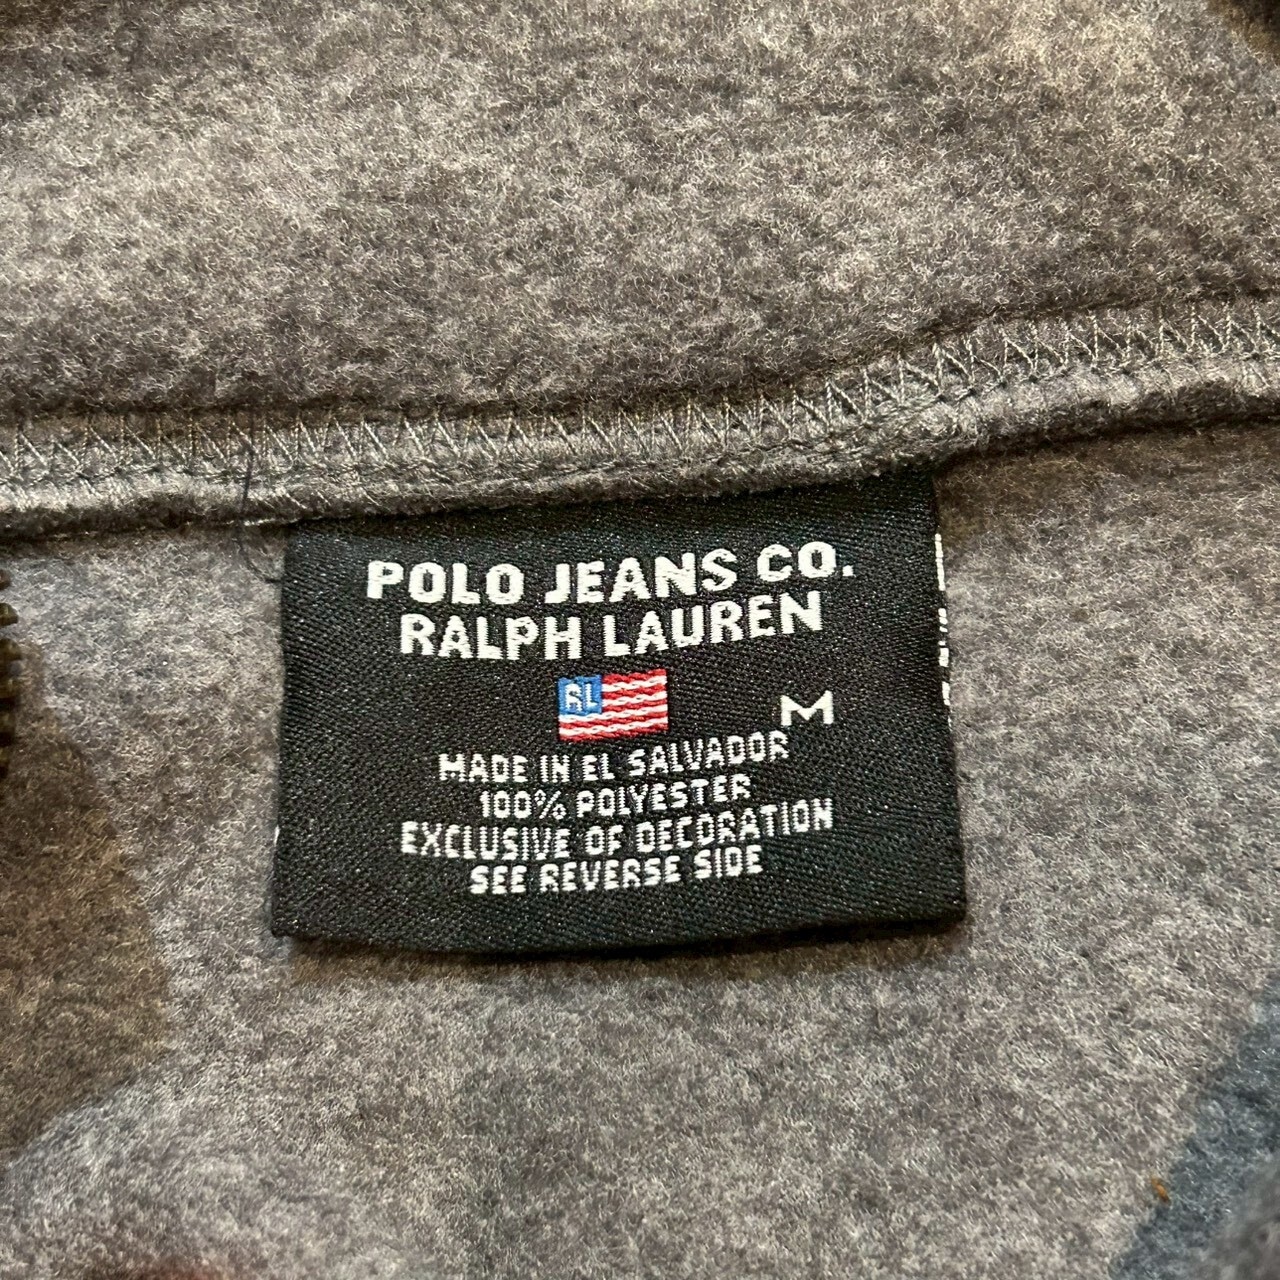 POLO JEANS CO.
RALPH LAUREN
RL
M
MADE IN EL SALVADOR
100% POLYESTER
EXCLUSIVE OF DECORATION
SEE REVERSE SIDE